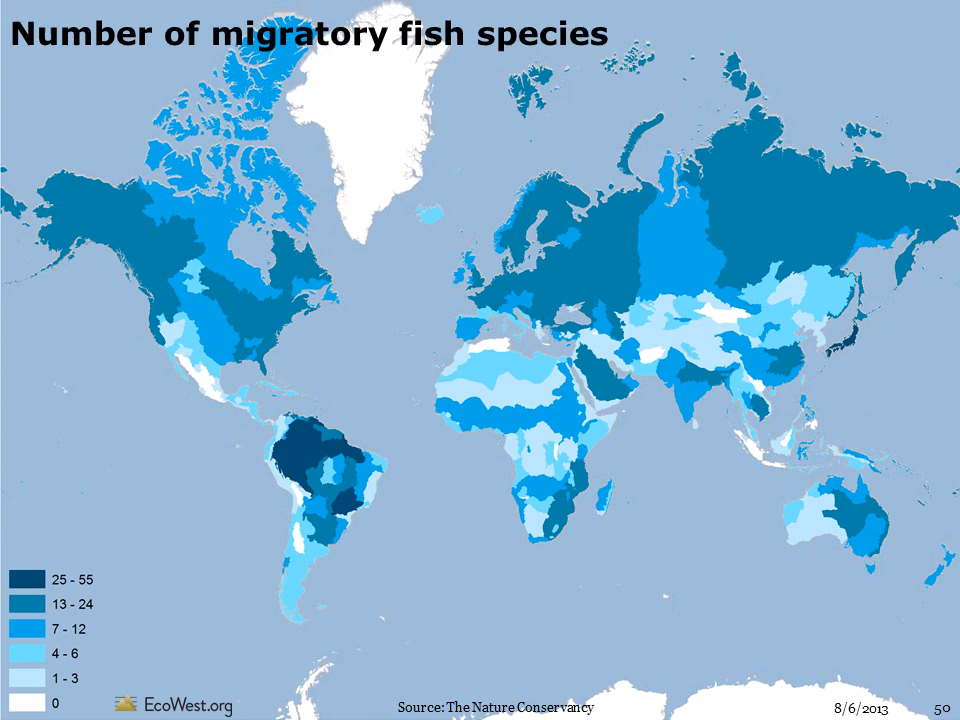 Number of migratory fish species
25 - 55
13 - 24
7 - 12
4 - 6
1 - 3
0
EcoWest.org
Source: The Nature Conservancy
8/6/2013
50